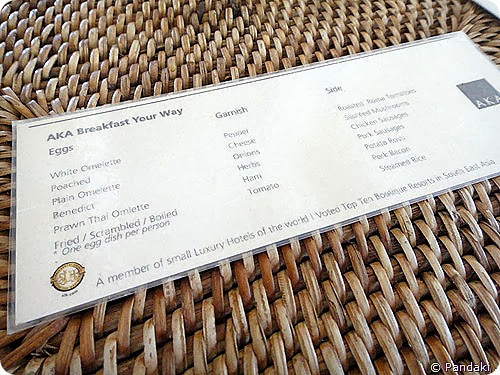 AKA Breakfast Your Way
Eggs
White Omelette
Poached
Plain Omelette
Benedict
Prawn Thai Omlette
Fried / Scrambled / Boiled
* One egg dish per person
Garnish
Pepper
Cheese
Onions
Herbs
Ham
Tomato
Side
Roasted Roma Tomatoes
Sauteed Mushrooms
Chicken Sausages
Pork Sausages
Potato Rosti
Pork Bacon
Steamed Rice
AKA
A member of small Luxury Hotels of the world / Voted Top Ten Boutique Resorts in South East Asia
© Pandaki